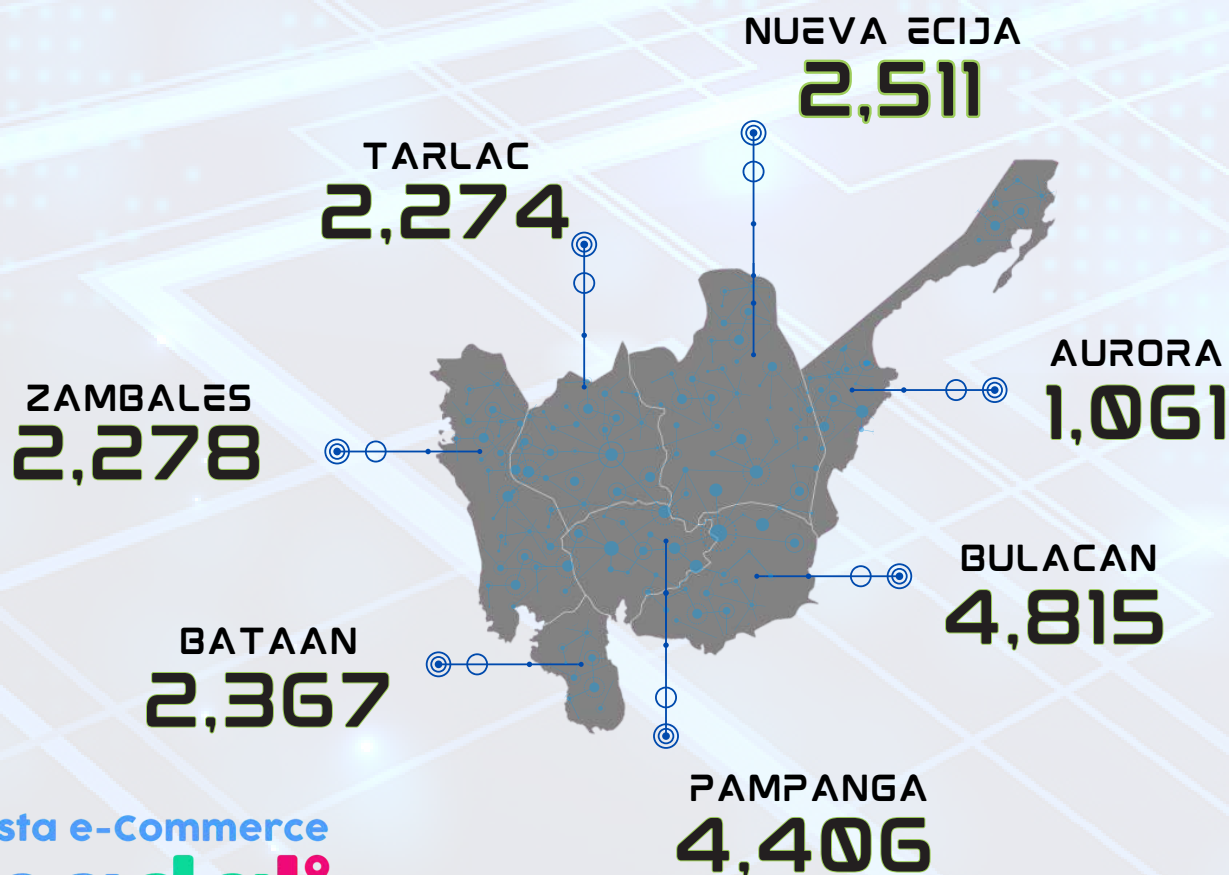 NUEVA ECIJA
2,511
TARLAC
2,274
AURORA
1,061
ZAMBALES
2,278
BULACAN
4,815
BATAAN
2,367
PAMPANGA
4,406
e-Commerce